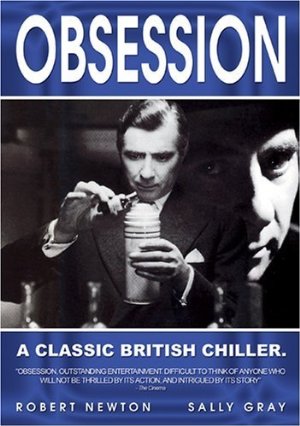 OBSESSION
A CLASSIC BRITISH CHILLER.
"OBSESSION, OUTSTANDING ENTERTAINMENT. DIFFICULT TO THINK OF ANYONE WHO
WILL NOT BE THRILLED BY ITS ACTION, AND INTRIGUED BY ITS STORY"
- The Cinema
ROBERT NEWTON SALLY GRAY